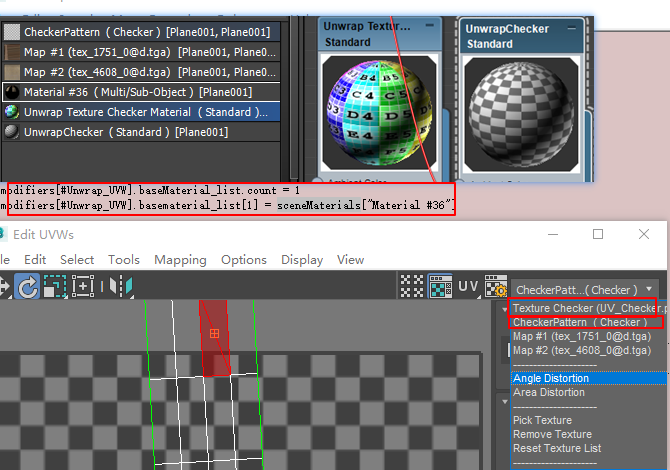 CheckerPattern ( Checker ) [Plane001, Plane001]
Map #1 (tex_1751_0@d.tga) [Plane001, Plane0...
Map #2 (tex_4608_0@d.tga) [Plane001, Plane0...
Material #36 ( Multi/Sub-Object ) [Plane001]
Unwrap Texture Checker Material ( Standard )...
UnwrapChecker ( Standard ) [Plane001]
Unwrap Textur...
Standard
UnwrapChecker
Standard
modifiers[#Unwrap_UVW].baseMaterial_list.count = 1
modifiers[#Unwrap_UVW].basematerial_list[1] = sceneMaterials["Material #36"]
Edit UVWs
Edit Select Tools Mapping Options Display View
UV
CheckerPatt...( Checker )
Texture Checker (UV_Checker.p
CheckerPattern ( Checker )
Map #1 (tex_1751_0@d.tga)
Map #2 (tex_4608_0@d.tga)
---------------------
Angle Distortion
Area Distortion
---------------------
Pick Texture
Remove Texture
Reset Texture List
---------------------